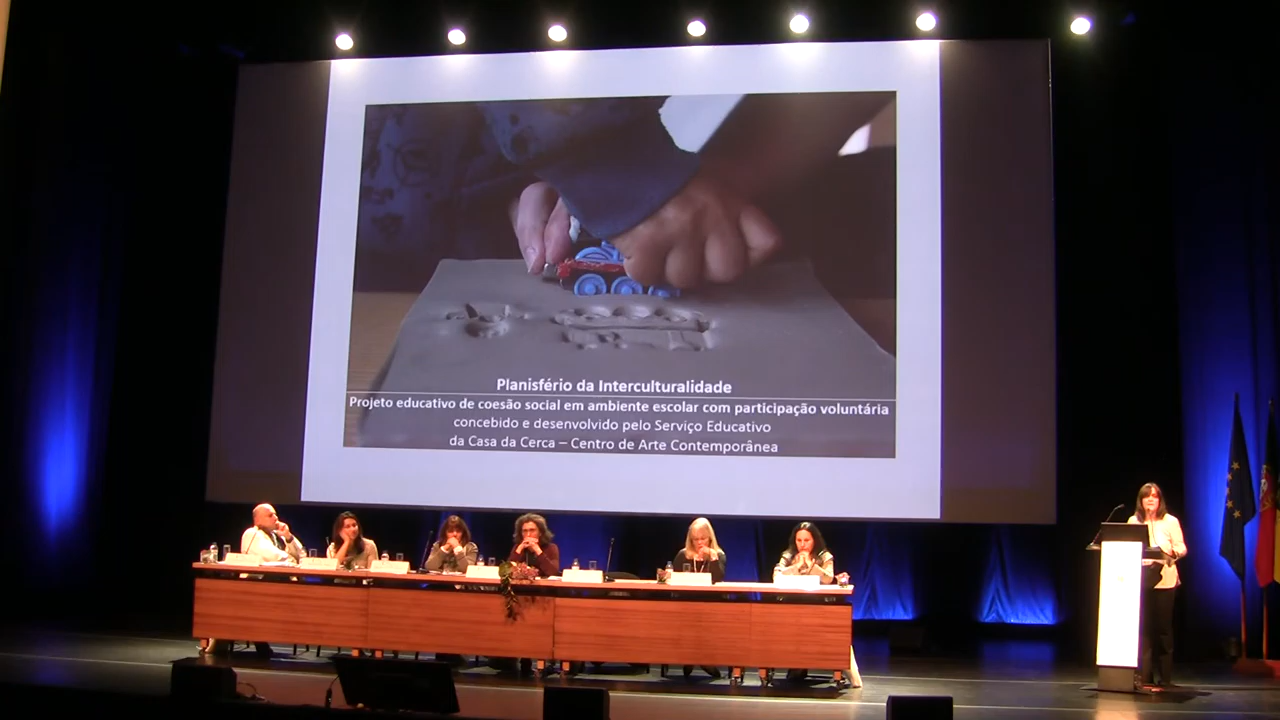 Planisfério da Interculturalidade
Projeto educativo de coesão social em ambiente escolar com participação voluntária
concebido e desenvolvido pelo Serviço Educativo
da Casa da Cerca – Centro de Arte Contemporânea